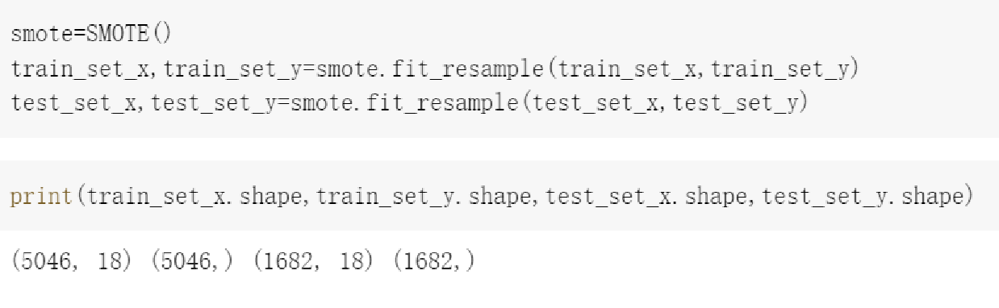 smote=SMOTE()
train_set_x,train_set_y=smote.fit_resample(train_set_x,train_set_y)
test_set_x,test_set_y=smote.fit_resample(test_set_x,test_set_y)
print(train_set_x.shape,train_set_y.shape,test_set_x.shape,test_set_y.shape)
(5046, 18) (5046,) (1682, 18) (1682,)